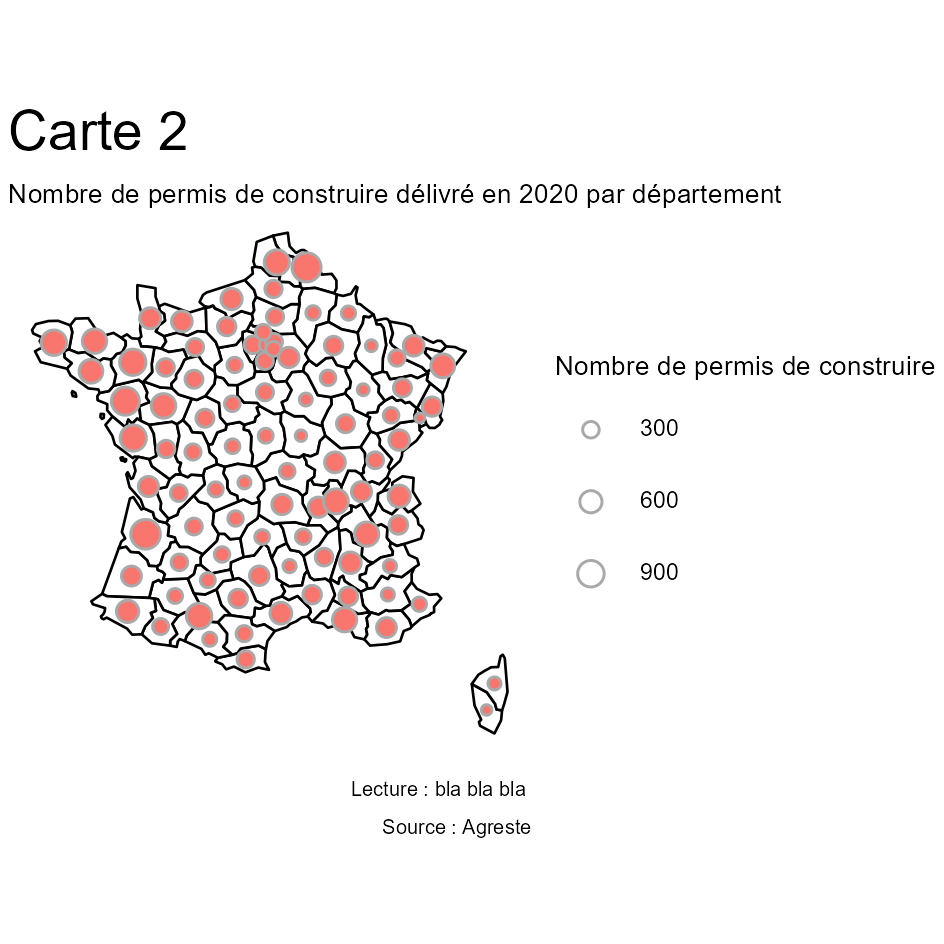 Carte 2
Nombre de permis de construire délivré en 2020 par département
Nombre de permis de construire
300
600
900
Lecture : bla bla bla
Source : Agreste